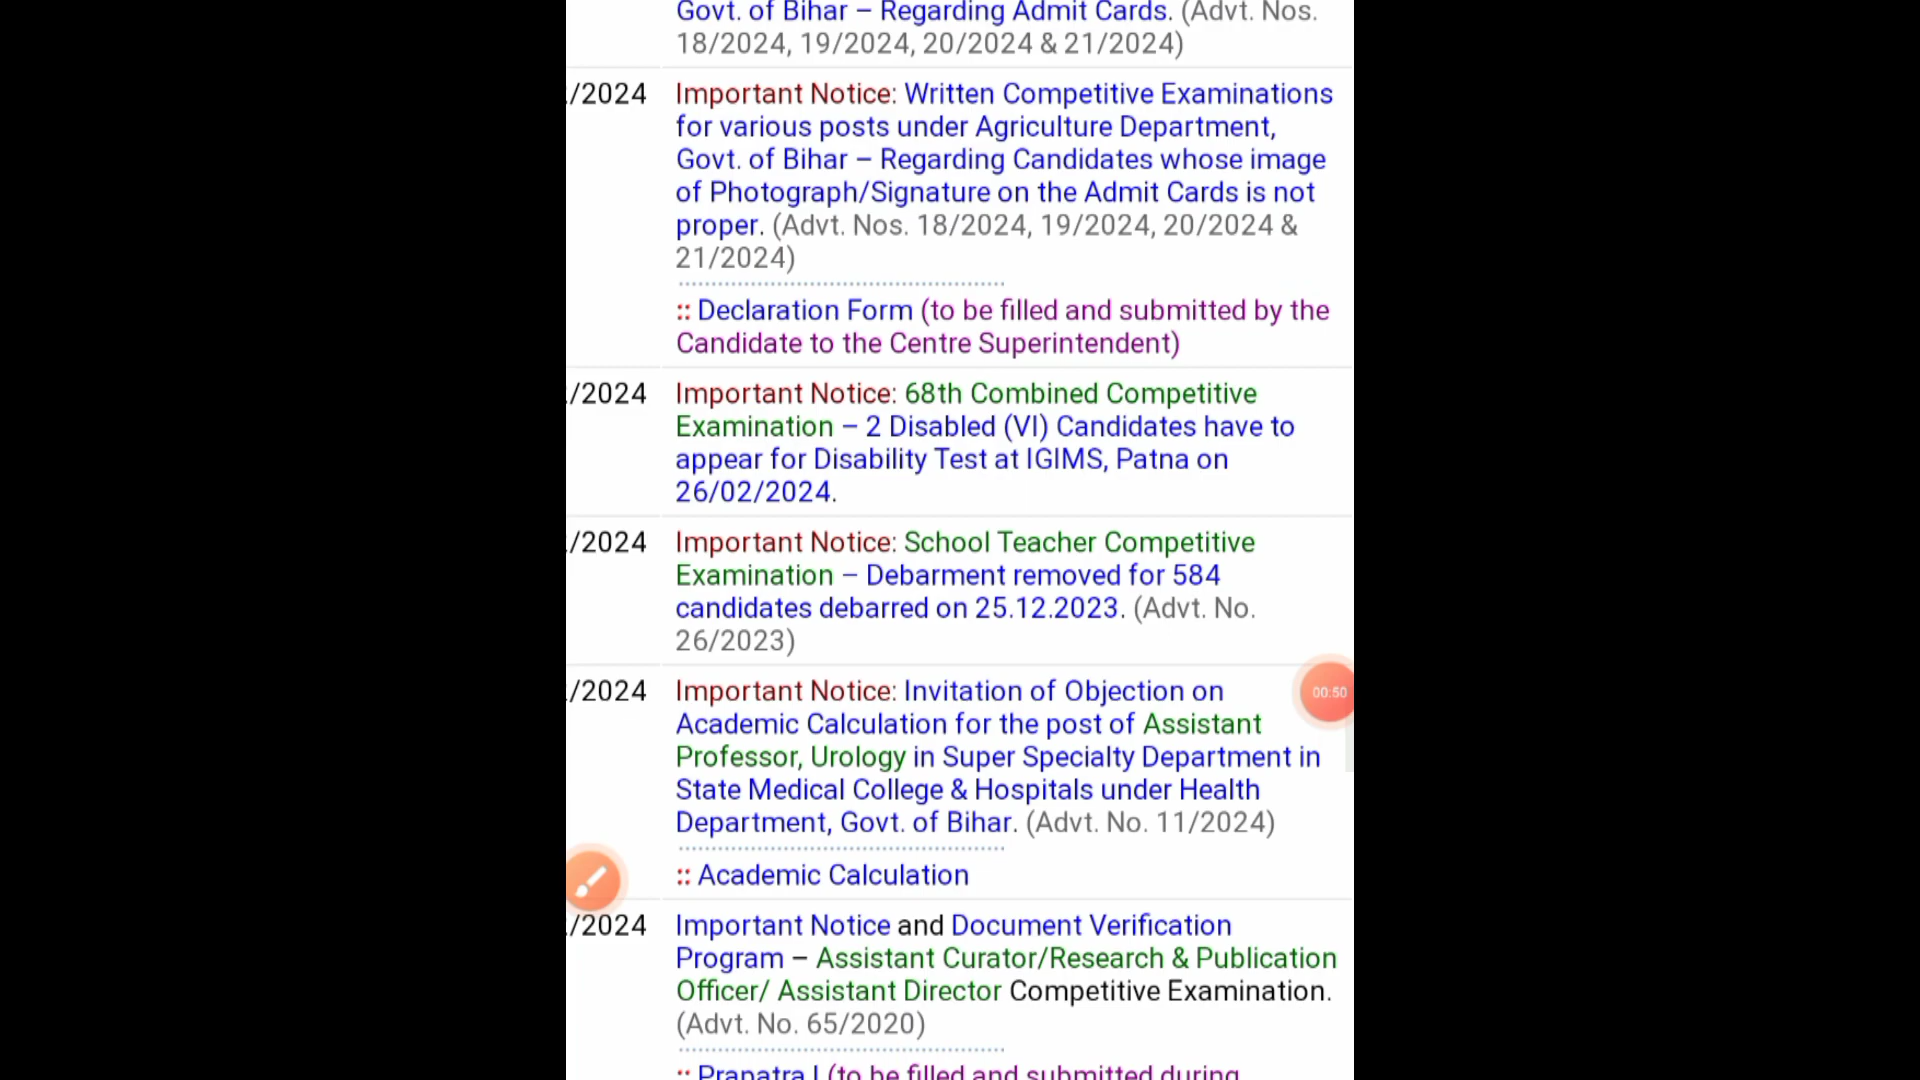 Govt. of Bihar – Regarding Admit Cards. (Advt. Nos.
18/2024, 19/2024, 20/2024 & 21/2024)
/2024 Important Notice: Written Competitive Examinations
for various posts under Agriculture Department,
Govt. of Bihar – Regarding Candidates whose image
of Photograph/Signature on the Admit Cards is not
proper. (Advt. Nos. 18/2024, 19/2024, 20/2024 &
21/2024)
:: Declaration Form (to be filled and submitted by the
Candidate to the Centre Superintendent)
/2024 Important Notice: 68th Combined Competitive
Examination – 2 Disabled (VI) Candidates have to
appear for Disability Test at IGIMS, Patna on
26/02/2024.
/2024 Important Notice: School Teacher Competitive
Examination – Debarment removed for 584
candidates debarred on 25.12.2023. (Advt. No.
26/2023)
/2024 Important Notice: Invitation of Objection on
00:50
Academic Calculation for the post of Assistant
Professor, Urology in Super Specialty Department in
State Medical College & Hospitals under Health
Department, Govt. of Bihar. (Advt. No. 11/2024)
:: Academic Calculation
/2024 Important Notice and Document Verification
Program – Assistant Curator/Research & Publication
Officer/ Assistant Director Competitive Examination.
(Advt. No. 65/2020)
:: Prapatra I (to be filled and submitted during